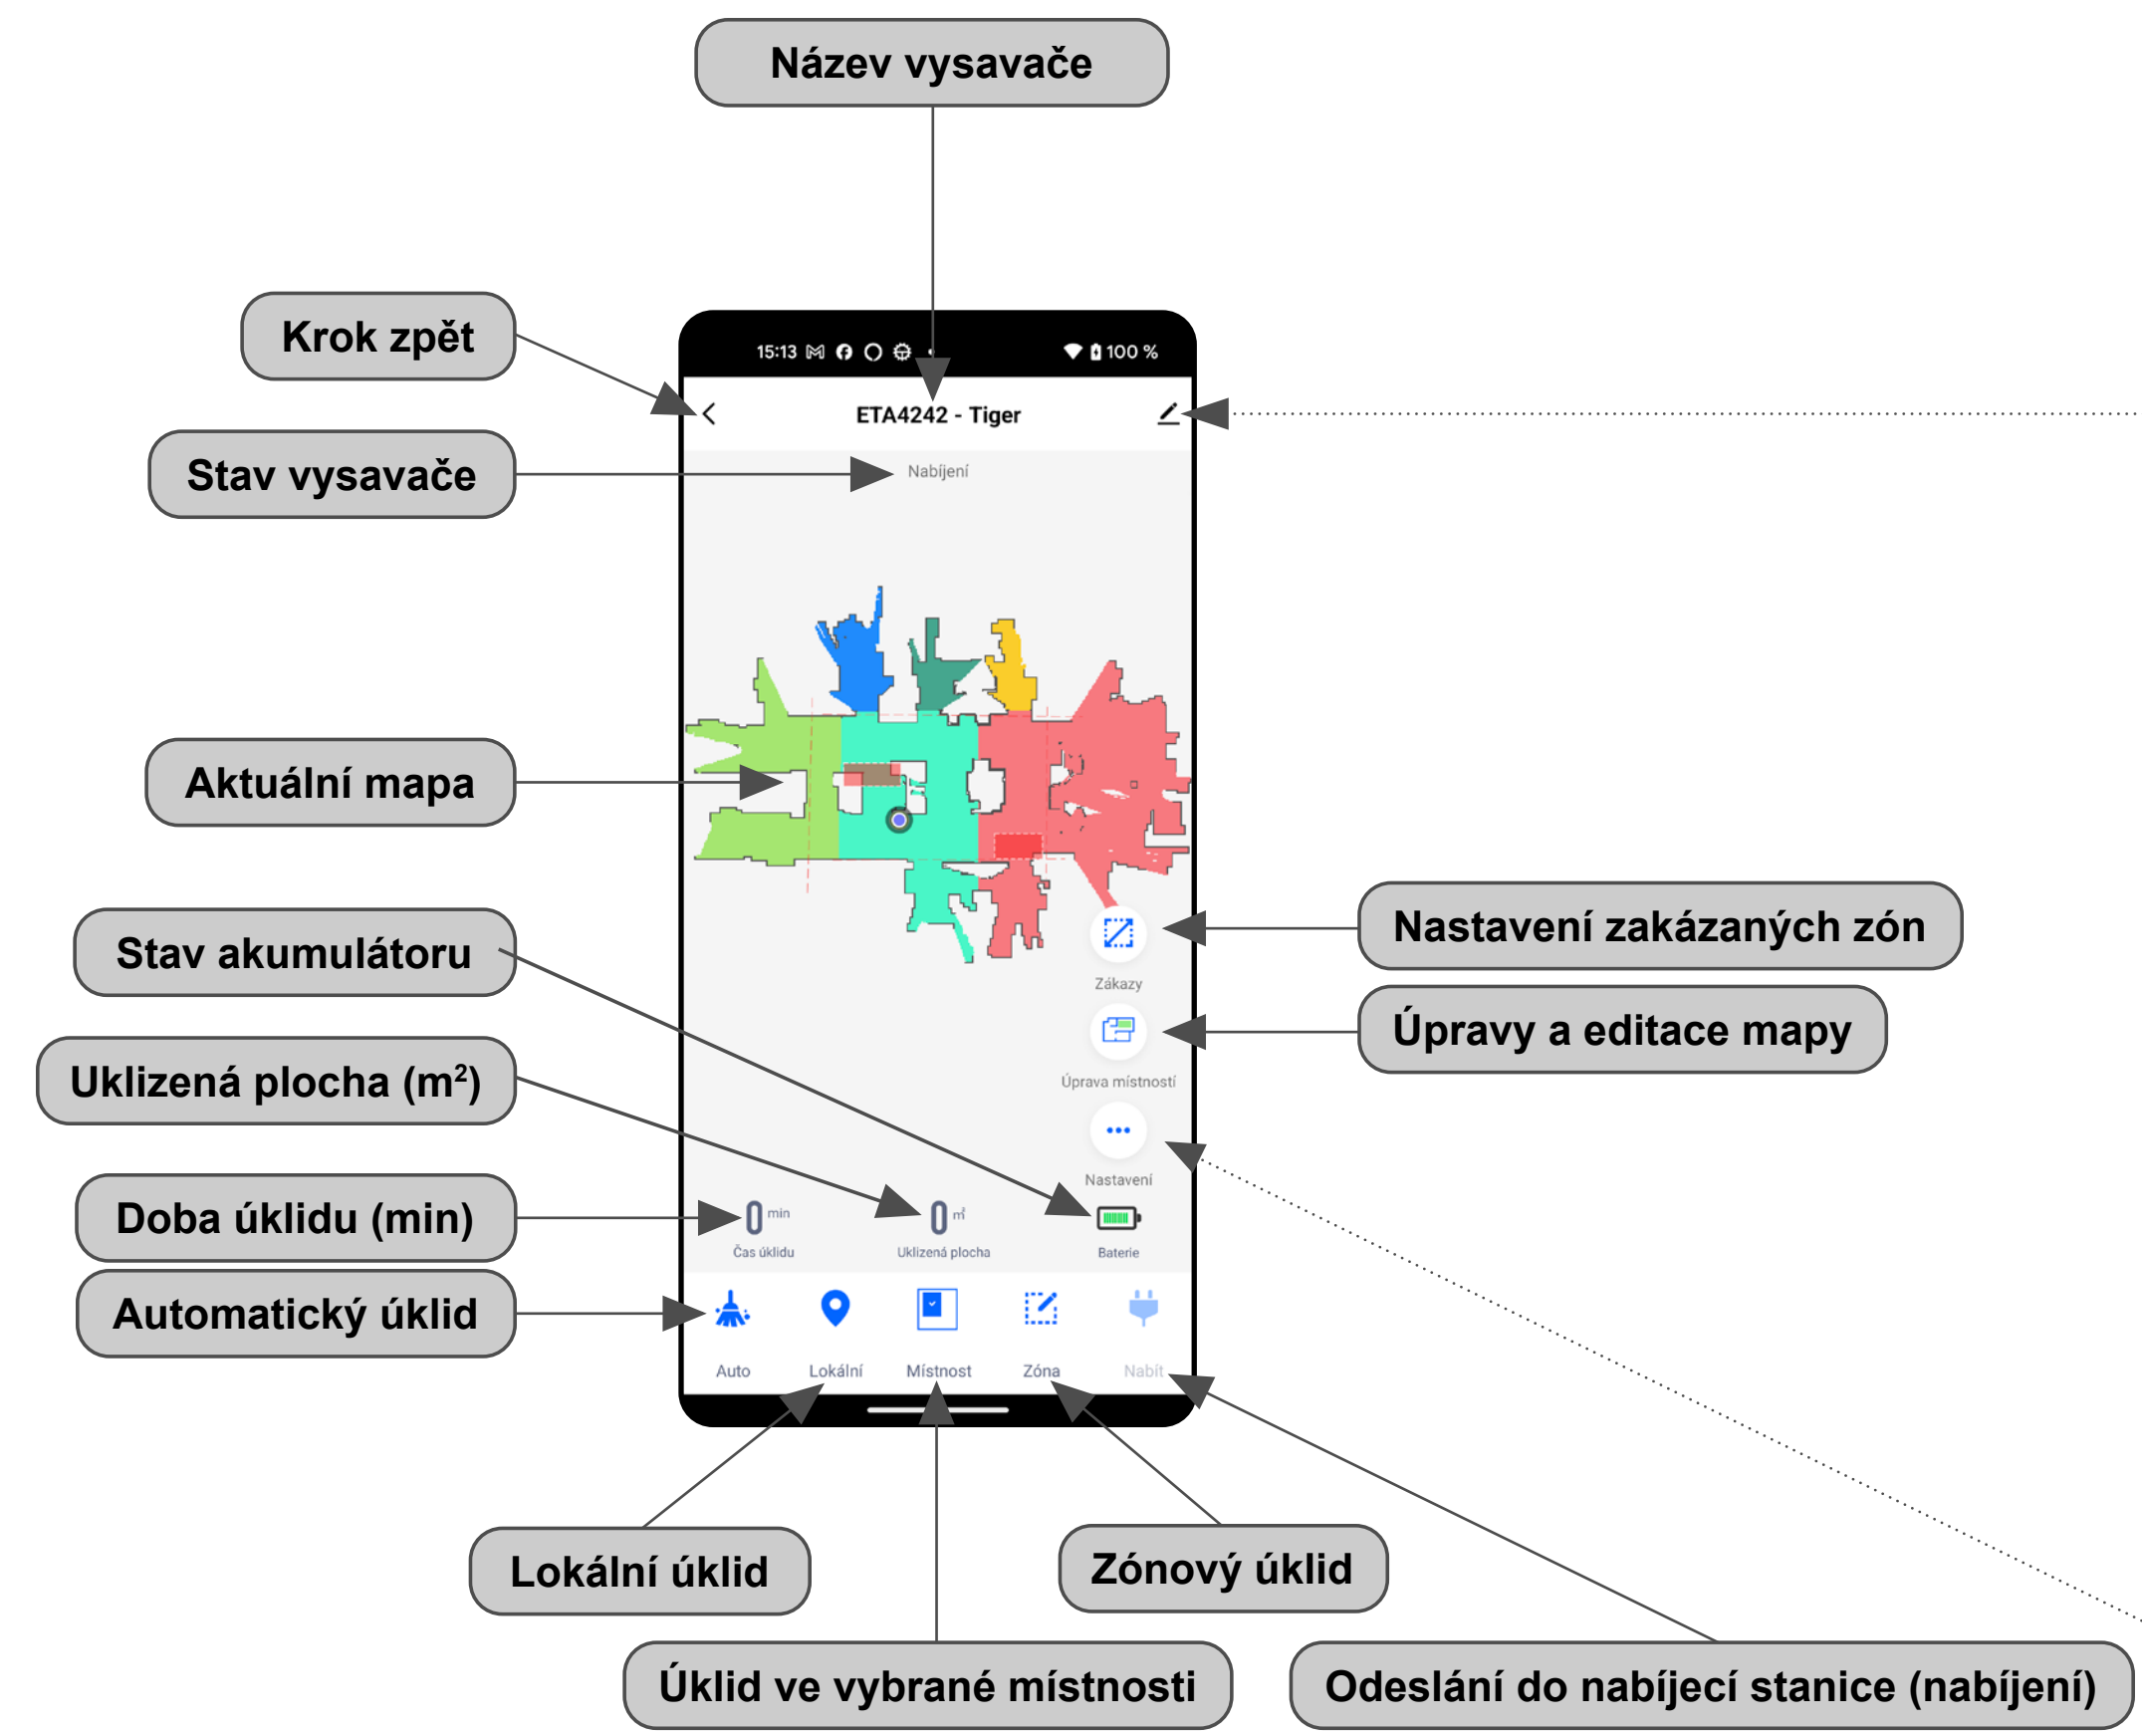 Název vysavače
Krok zpět
15:13
100 %
ETA4242 - Tiger
Stav vysavače
Nabíjení
Aktuální mapa
Stav akumulátoru
Nastavení zakázaných zón
Zákazy
Úpravy a editace mapy
Uklizená plocha (m²)
Úprava místností
Nastavení
Doba úklidu (min)
0 min
0 m²
Čas úklidu
Uklizená plocha
Baterie
Automatický úklid
Auto
Lokální
Místnost
Zóna
Nabít
Lokální úklid
Zónový úklid
Úklid ve vybrané místnosti
Odeslání do nabíjecí stanice (nabíjení)